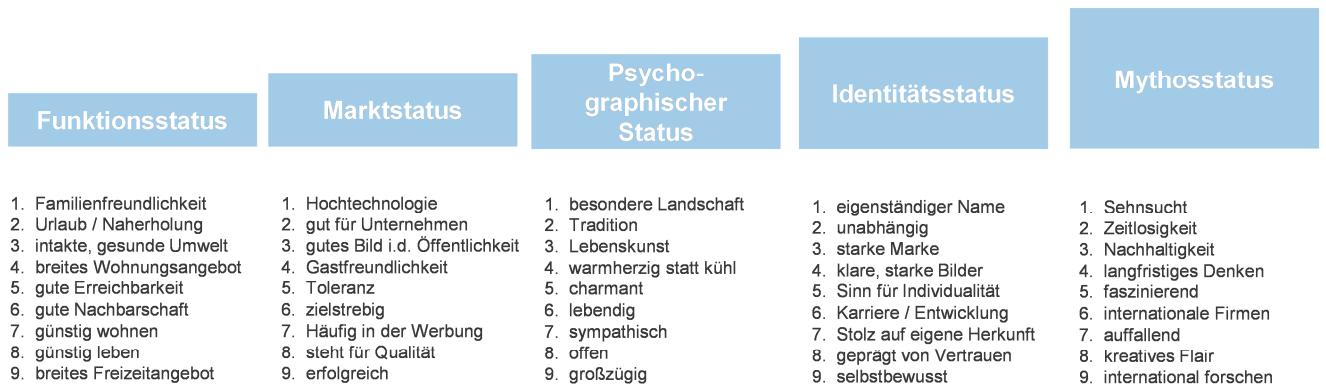 Funktionsstatus
1. Familienfreundlichkeit
2. Urlaub / Naherholung
3. intakte, gesunde Umwelt
4. breites Wohnungsangebot
5. gute Erreichbarkeit
6. gute Nachbarschaft
7. günstig wohnen
8. günstig leben
9. breites Freizeitangebot
Marktstatus
1. Hochtechnologie
2. gut für Unternehmen
3. gutes Bild i.d. Öffentlichkeit
4. Gastfreundlichkeit
5. Toleranz
6. zielstrebig
7. Häufig in der Werbung
8. steht für Qualität
9. erfolgreich
Psycho-
graphischer
Status
1. besondere Landschaft
2. Tradition
3. Lebenskunst
4. warmherzig statt kühl
5. charmant
6. lebendig
7. sympathisch
8. offen
9. großzügig
Identitätsstatus
1. eigenständiger Name
2. unabhängig
3. starke Marke
4. klare, starke Bilder
5. Sinn für Individualität
6. Karriere / Entwicklung
7. Stolz auf eigene Herkunft
8. geprägt von Vertrauen
9. selbstbewusst
Mythosstatus
1. Sehnsucht
2. Zeitlosigkeit
3. Nachhaltigkeit
4. langfristiges Denken
5. faszinierend
6. internationale Firmen
7. auffallend
8. kreatives Flair
9. international forschen